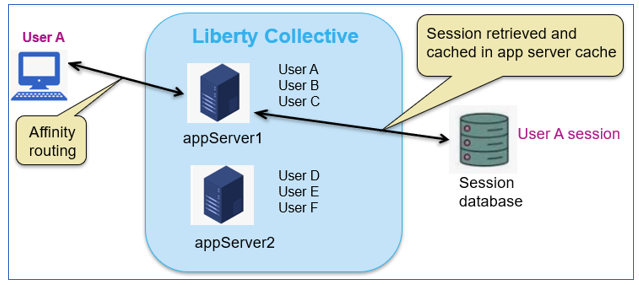 User A
Liberty Collective
Session retrieved and
cached in app server cache
User A
User B
User C
Affinity
routing
appServer1
User A session
Session
database
User D
User E
User F
appServer2